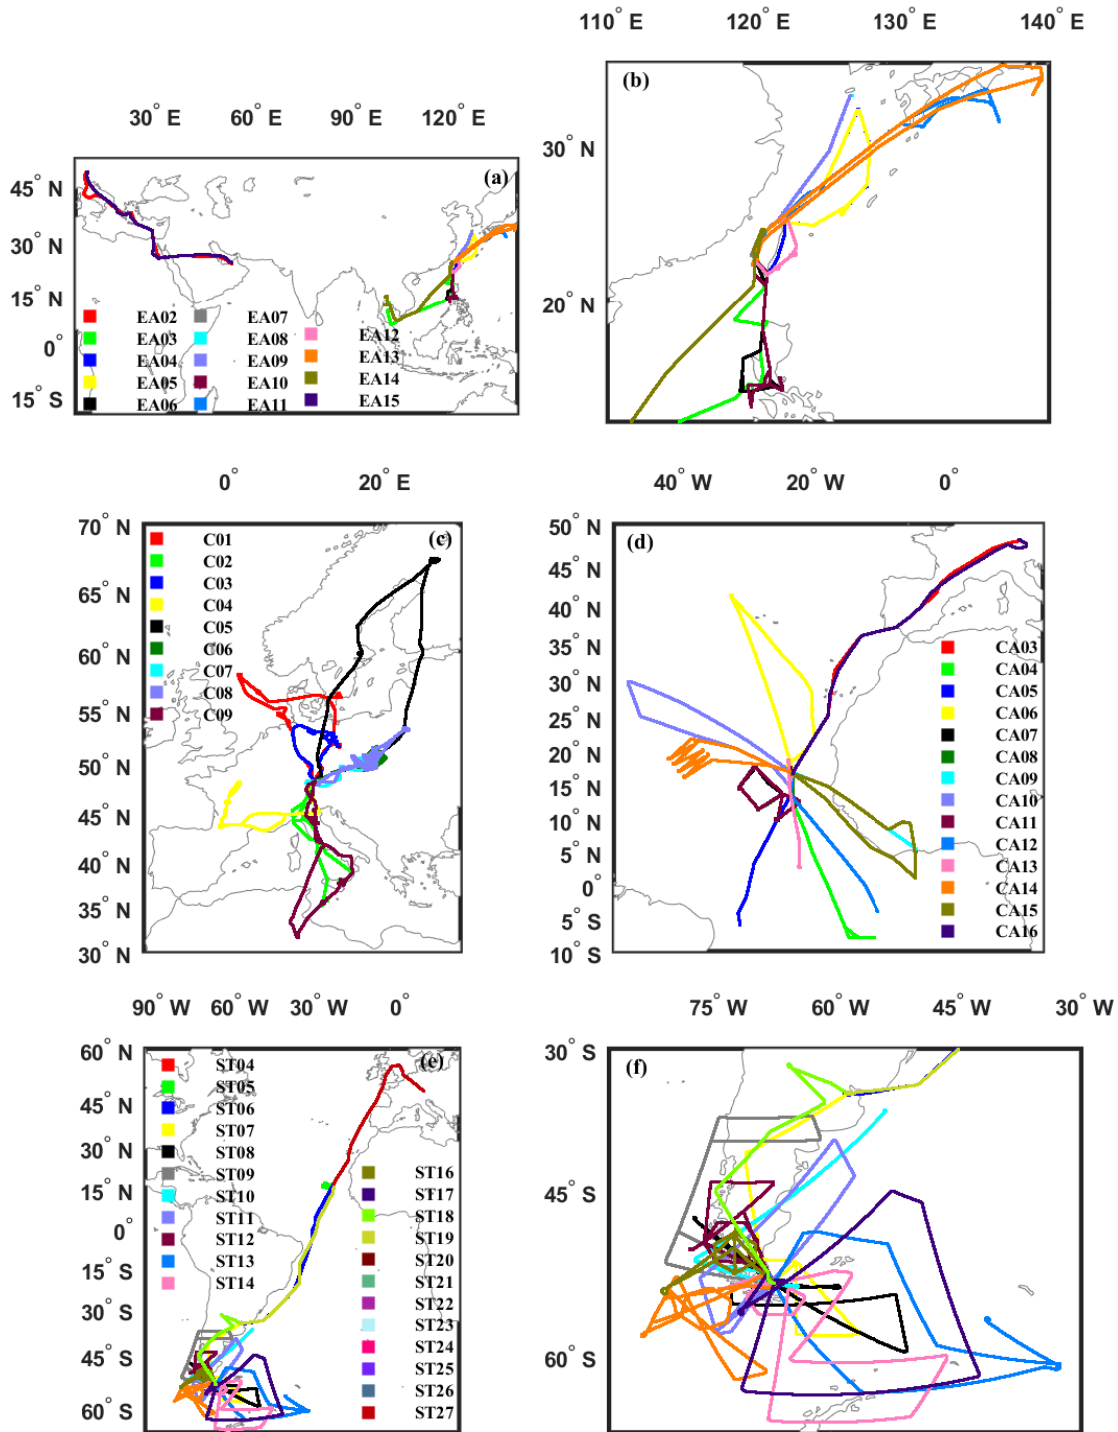 110° E 120° E 130° E 140° E
30° E 60° E 90° E 120° E
(a)
45° N
30° N
15° N
0°
15° S
EA02 EA07
EA03 EA08 EA12
EA04 EA09 EA13
EA05 EA10 EA14
EA06 EA11 EA15
(b)
30° N
20° N
0° 20° E
(c)
70° N
65° N
60° N
55° N
50° N
45° N
40° N
35° N
30° N
C01
C02
C03
C04
C05
C06
C07
C08
C09
40° W 20° W 0°
(d)
50° N
45° N
40° N
35° N
30° N
25° N
20° N
15° N
10° N
5° N
0°
5° S
10° S
CA03
CA04
CA05
CA06
CA07
CA08
CA09
CA10
CA11
CA12
CA13
CA14
CA15
CA16
90° W 60° W 30° W 0°
(e)
60° N
45° N
30° N
15° N
0°
15° S
30° S
45° S
60° S
ST04
ST05
ST06
ST07
ST08
ST09
ST10
ST11
ST12
ST13
ST14
ST16
ST17
ST18
ST19
ST20
ST21
ST22
ST23
ST24
ST25
ST26
ST27
75° W 60° W 45° W 30° W
(f)
30° S
45° S
60° S